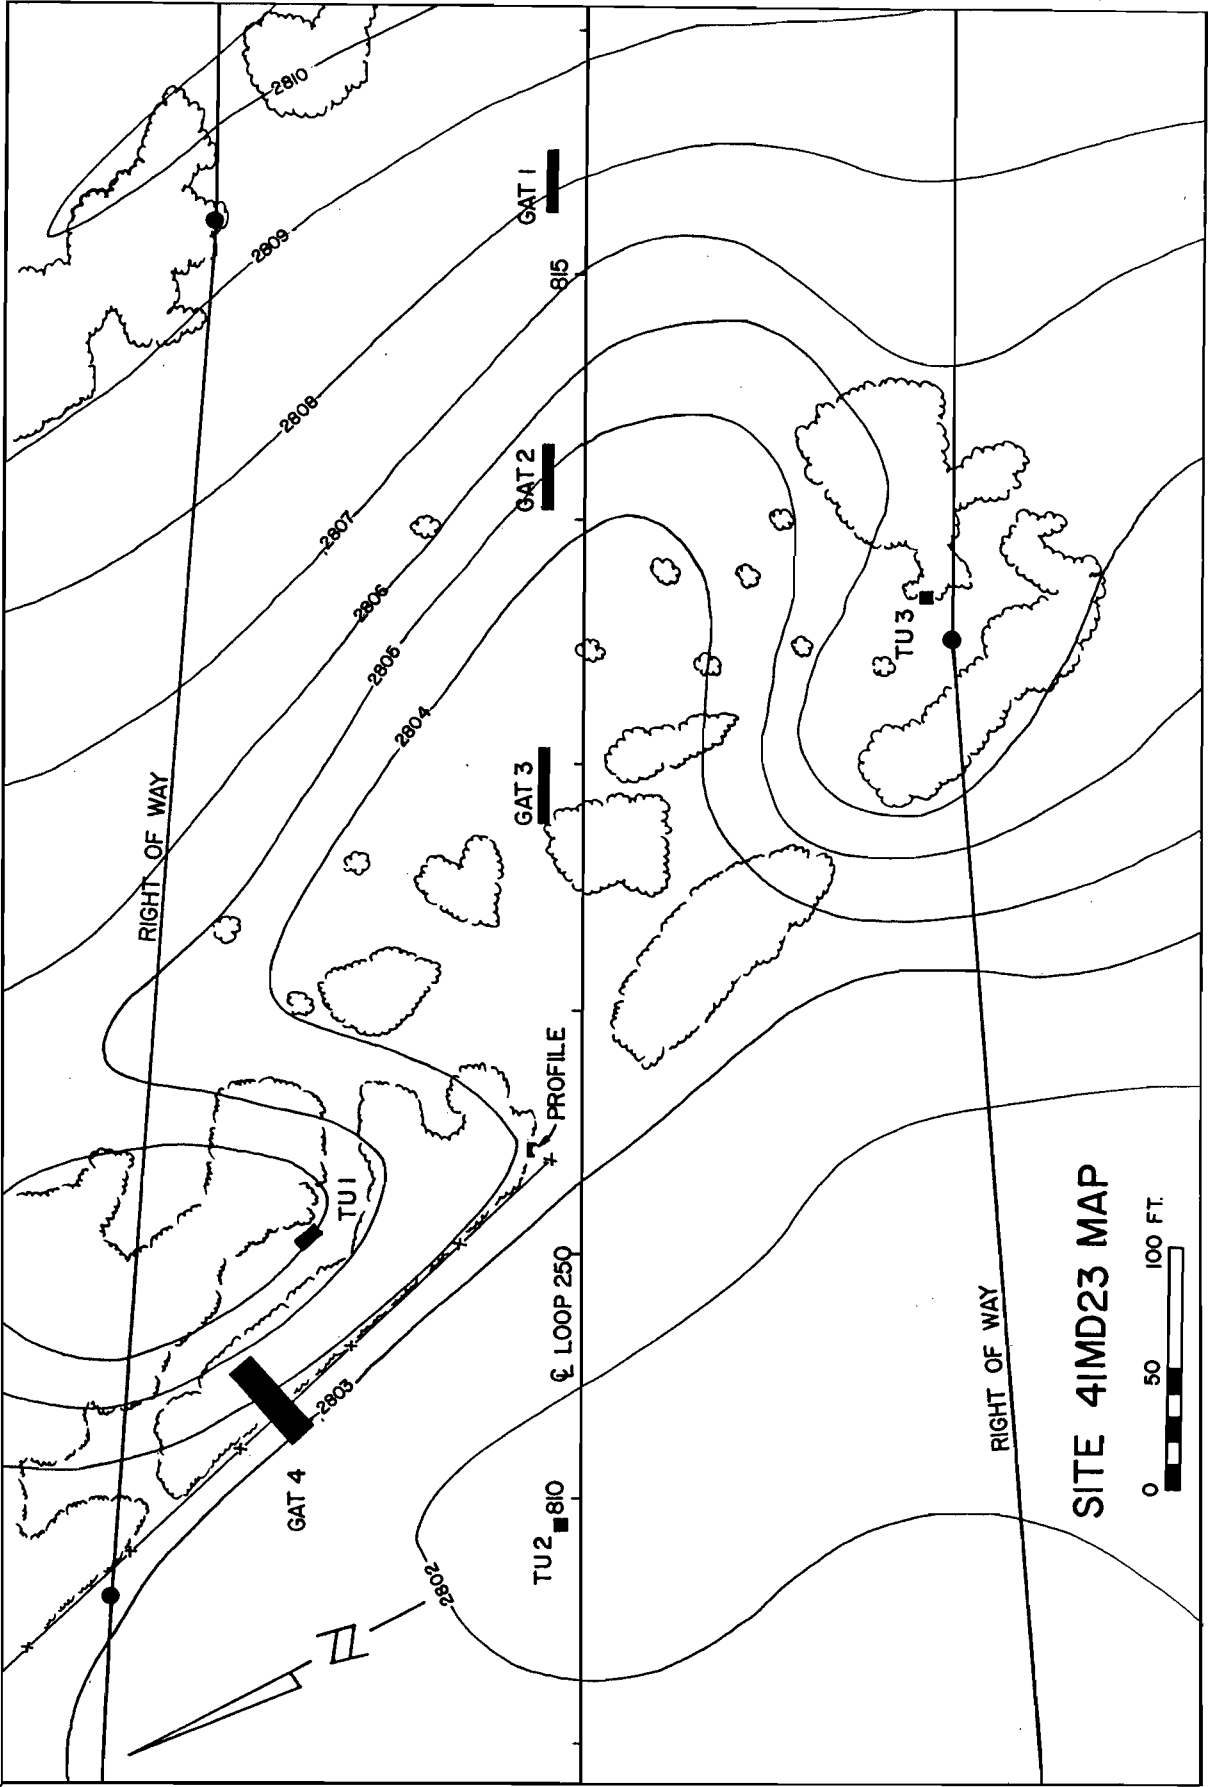 2810
2809
2808
2807
2806
2805
2804
2803
2802
GAT 1
815
GAT 2
GAT 3
GAT 4
TU 1
TU 2
810
TU 3
PROFILE
RIGHT OF WAY
℄ LOOP 250
RIGHT OF WAY
N
SITE 41MD23 MAP
0 50 100 FT.